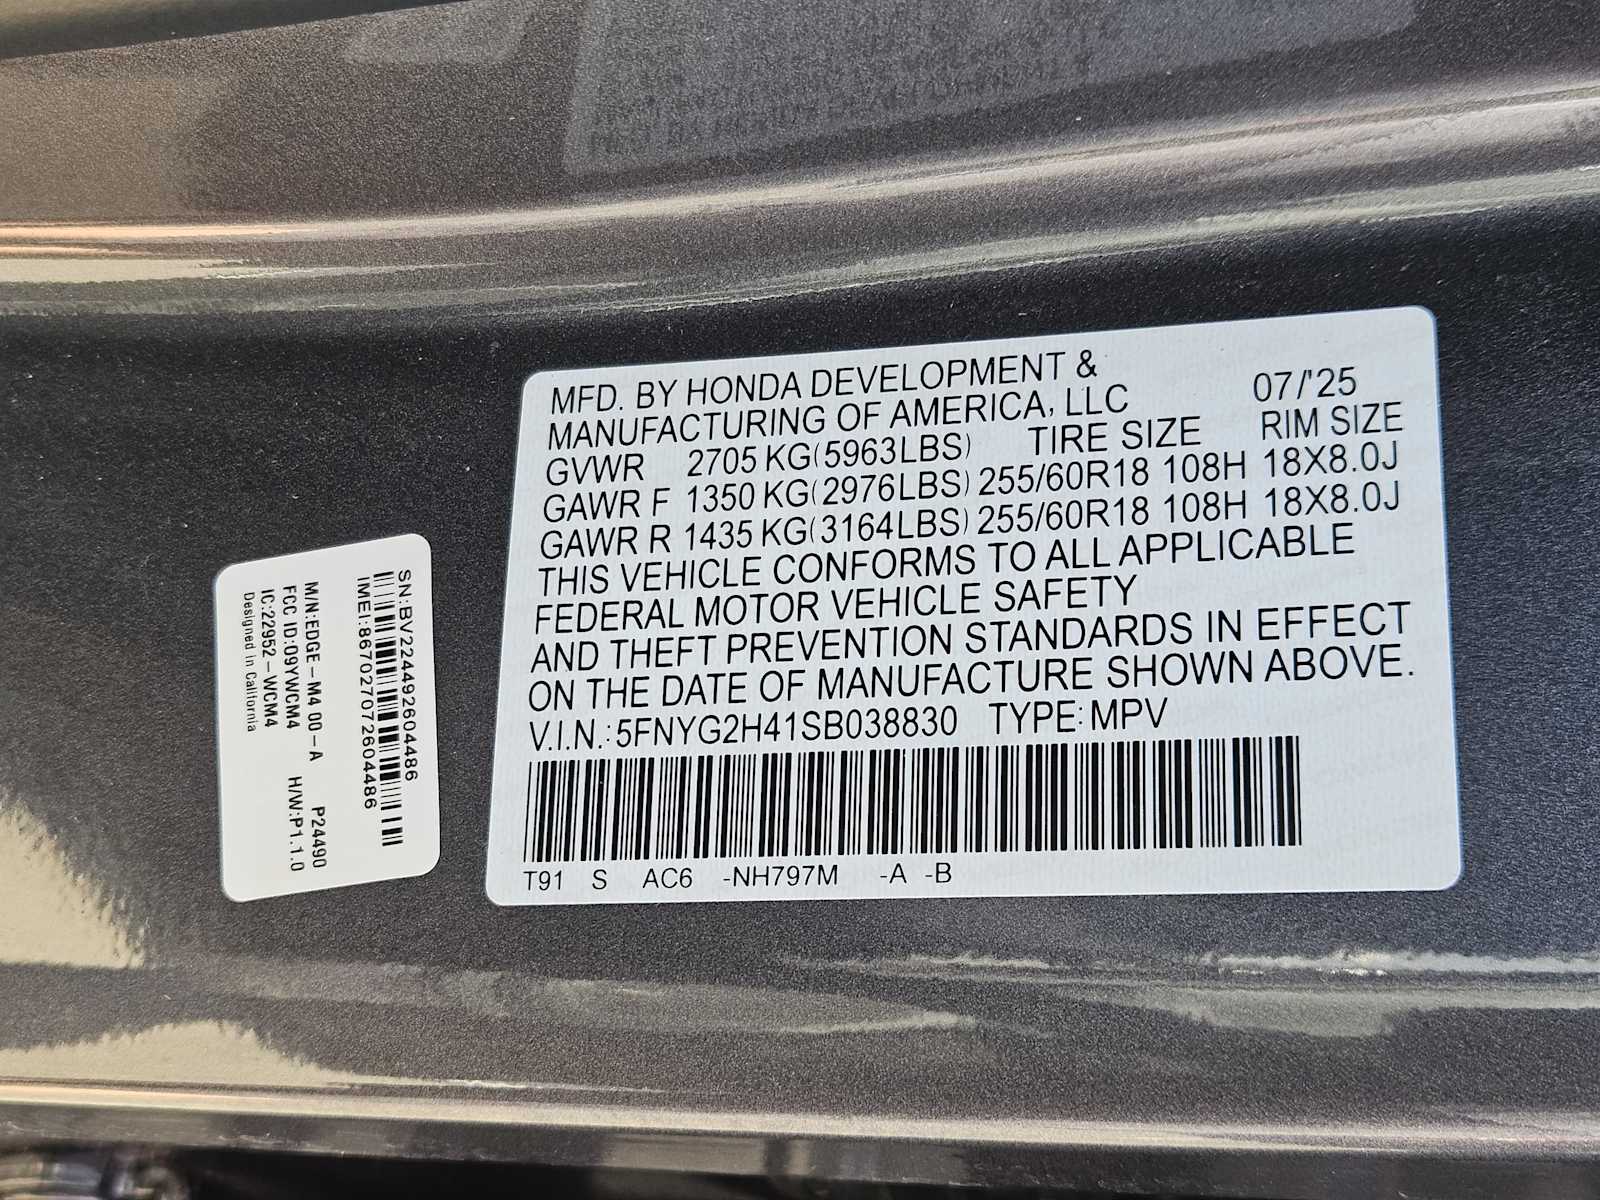 MFD. BY HONDA DEVELOPMENT &
MANUFACTURING OF AMERICA, LLC 07/'25
GVWR 2705 KG(5963LBS) TIRE SIZE RIM SIZE
GAWR F 1350 KG(2976LBS) 255/60R18 108H 18X8.0J
GAWR R 1435 KG(3164LBS) 255/60R18 108H 18X8.0J
THIS VEHICLE CONFORMS TO ALL APPLICABLE
FEDERAL MOTOR VEHICLE SAFETY
AND THEFT PREVENTION STANDARDS IN EFFECT
ON THE DATE OF MANUFACTURE SHOWN ABOVE.
V.I.N.: 5FNYG2H41SB038830 TYPE: MPV
T91 S AC6 -NH797M -A -B
SN:BV224492604486
IMEI:867027072604486
M/N:EDGE-M4 00-A P24490
FCC ID:09YWCM4 H/W:P1.1.0
IC:22952-WCM4
Designed in California